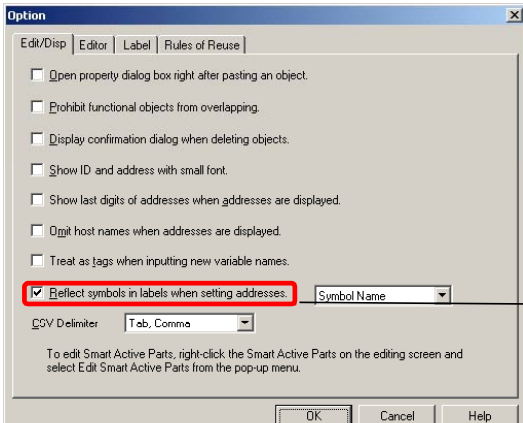 Option
Edit/Disp Editor Label Rules of Reuse
Open property dialog box right after pasting an object.
Prohibit functional objects from overlapping.
Display confirmation dialog when deleting objects.
Show ID and address with small font.
Show last digits of addresses when addresses are displayed.
Omit host names when addresses are displayed.
Treat as tags when inputting new variable names.
Reflect symbols in labels when setting addresses. Symbol Name
CSV Delimiter Tab, Comma
To edit Smart Active Parts, right-click the Smart Active Parts on the editing screen and
select Edit Smart Active Parts from the pop-up menu.
OK Cancel Help